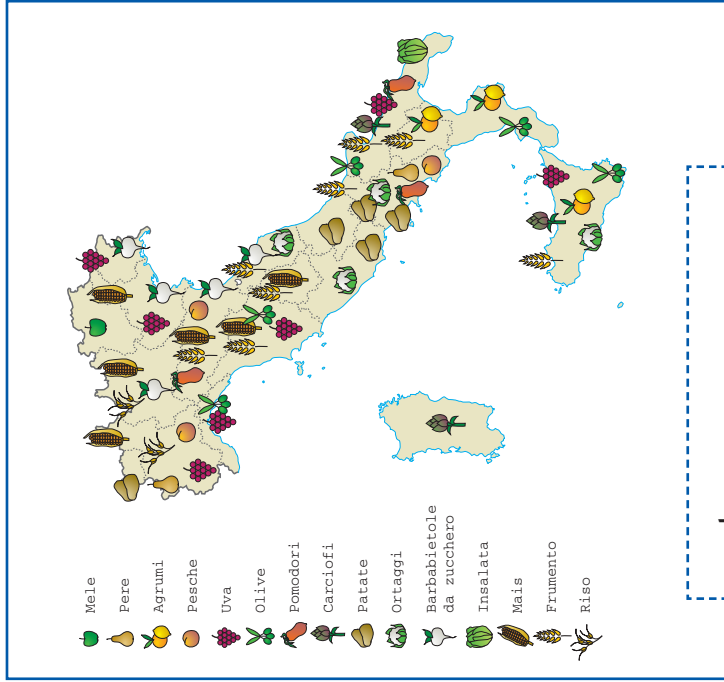 Mele
Pere
Agrumi
Pesche
Uva
Olive
Pomodori
Carciofi
Patate
Ortaggi
Barbabietole
da zucchero
Insalata
Mais
Frumento
Riso